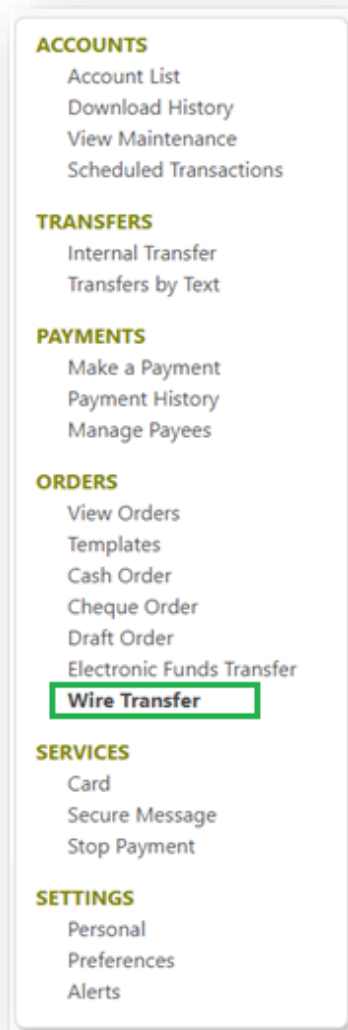 ACCOUNTS
Account List
Download History
View Maintenance
Scheduled Transactions
TRANSFERS
Internal Transfer
Transfers by Text
PAYMENTS
Make a Payment
Payment History
Manage Payees
ORDERS
View Orders
Templates
Cash Order
Cheque Order
Draft Order
Electronic Funds Transfer
Wire Transfer
SERVICES
Card
Secure Message
Stop Payment
SETTINGS
Personal
Preferences
Alerts